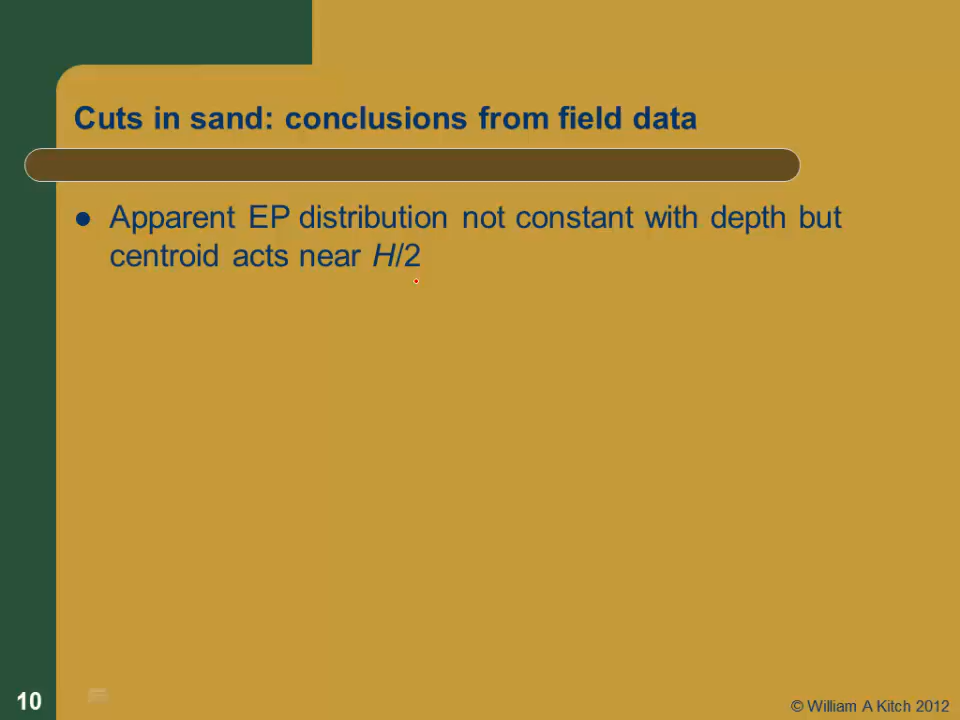 Cuts in sand: conclusions from field data
Apparent EP distribution not constant with depth but
centroid acts near H/2
10
© William A Kitch 2012